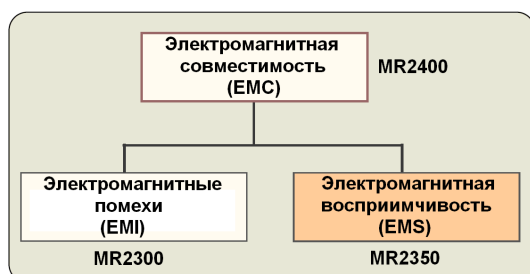 Электромагнитная
совместимость
(EMC)
MR2400
Электромагнитные
помехи
(EMI)
MR2300
Электромагнитная
восприимчивость
(EMS)
MR2350